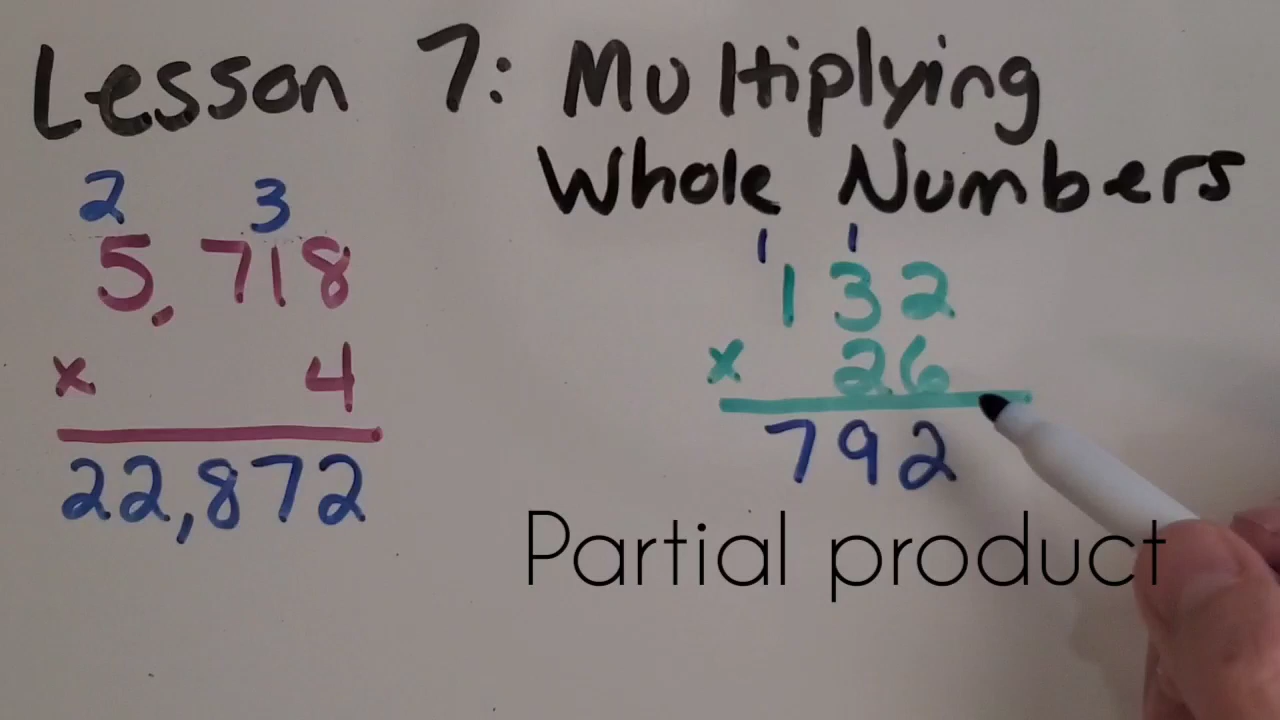 Lesson 7: Multiplying
Whole Numbers
2 3
5,718
x 4
22,872
1 1
132
x 26
792
Partial product